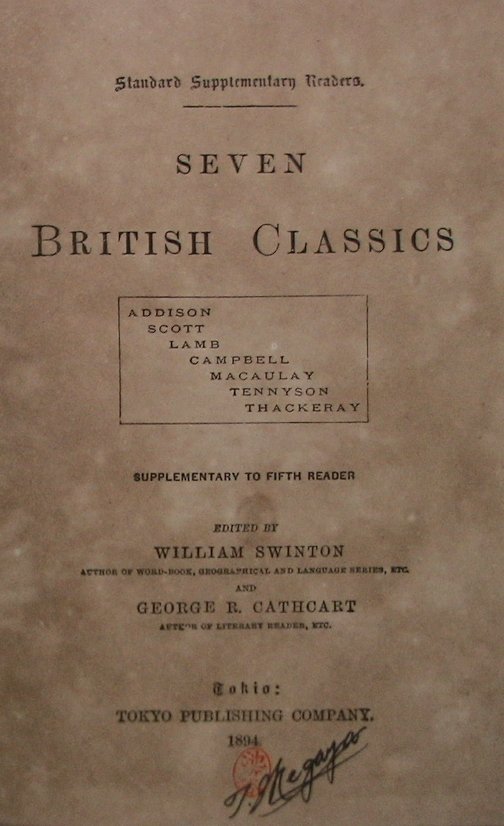 Standard Supplementary Readers.
SEVEN
BRITISH CLASSICS
ADDISON
SCOTT
LAMB
CAMPBELL
MACAULAY
TENNYSON
THACKERAY
SUPPLEMENTARY TO FIFTH READER
EDITED BY
WILLIAM SWINTON
AUTHOR OF WORD-BOOK, GEOGRAPHICAL AND LANGUAGE SERIES, ETC.
AND
GEORGE R. CATHCART
AUTHOR OF LITERARY READER, ETC.
Tokio:
TOKYO PUBLISHING COMPANY.
1894
T. Megaya